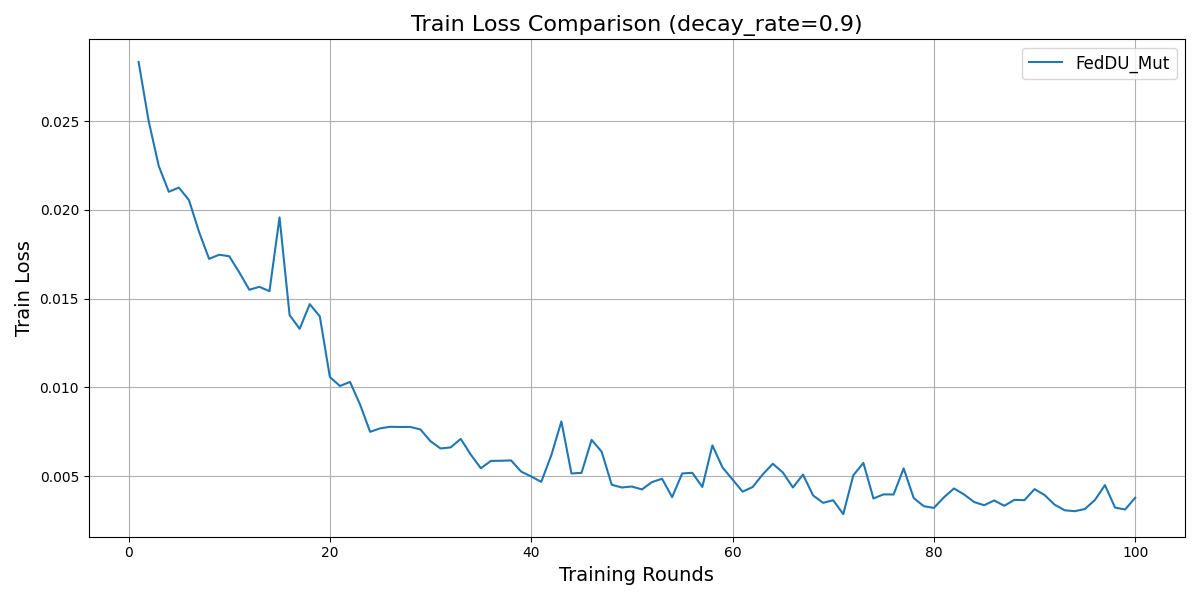 Train Loss Comparison (decay_rate=0.9)
FedDU_Mut
Train Loss
0.025
0.020
0.015
0.010
0.005
0 20 40 60 80 100
Training Rounds